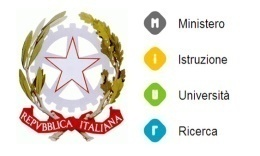 REPVBBLICA ITALIANA
M Ministero
i Istruzione
U Università
r Ricerca